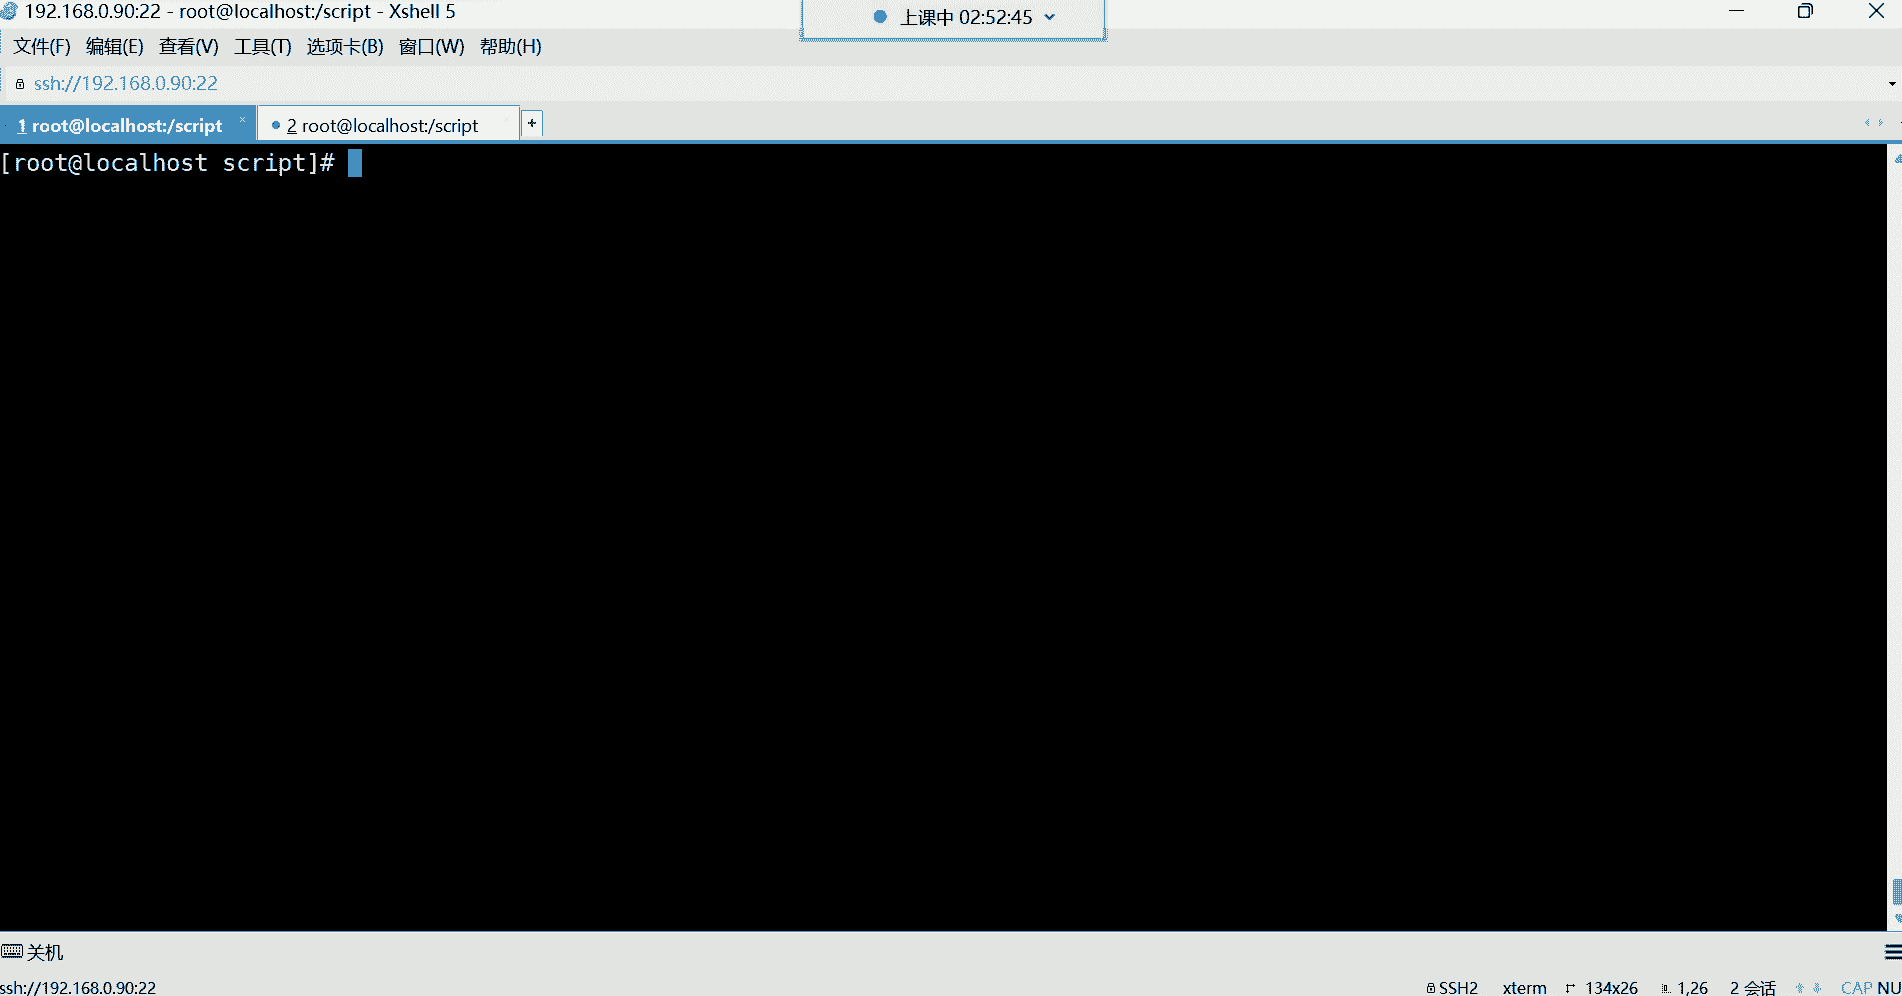 192.168.0.90:22 - root@localhost:/script - Xshell 5
上课中 02:52:45
文件(F) 编辑(E) 查看(V) 工具(T) 选项卡(B) 窗口(W) 帮助(H)
ssh://192.168.0.90:22
1 root@localhost:/script × 2 root@localhost:/script +
[root@localhost script]#
关机
ssh://192.168.0.90:22 SSH2 xterm 134x26 1,26 2 会话 CAP NU